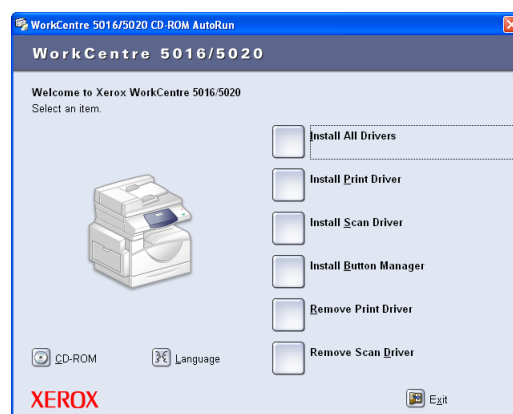 WorkCentre 5016/5020 CD-ROM AutoRun
WorkCentre 5016/5020
Welcome to Xerox WorkCentre 5016/5020
Select an item.
Install All Drivers
Install Print Driver
Install Scan Driver
Install Button Manager
Remove Print Driver
Remove Scan Driver
CD-ROM
Language
XEROX
Exit